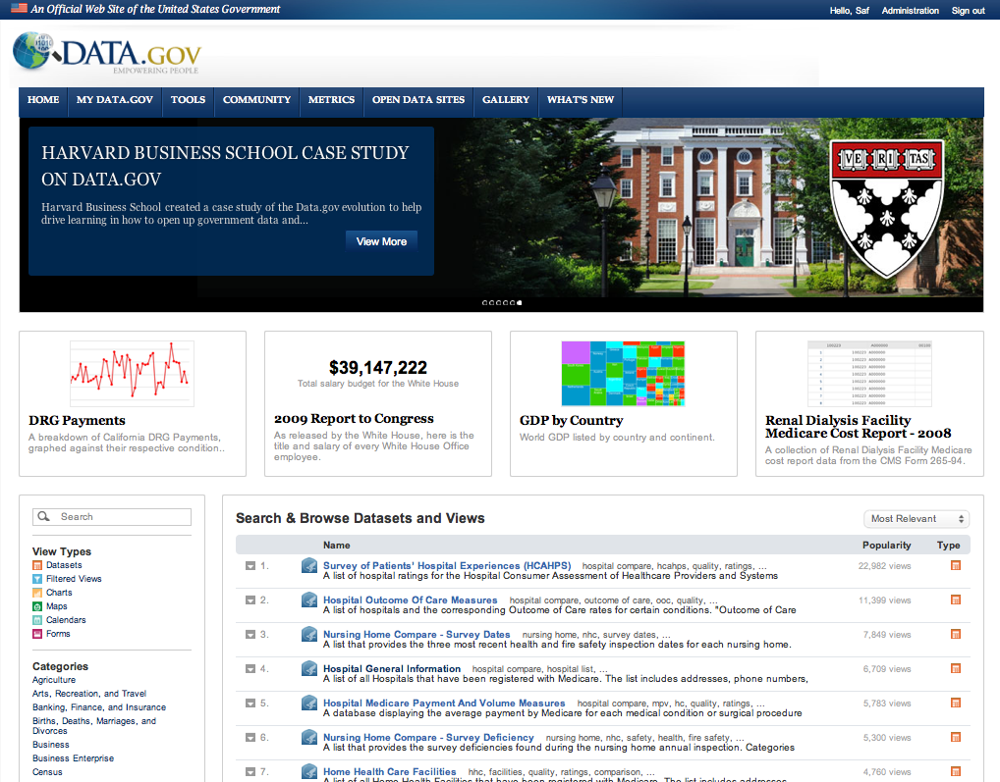 An Official Web Site of the United States Government
Hello, Saf Administration Sign out
DATA.GOV
EMPOWERING PEOPLE
HOME MY DATA.GOV TOOLS COMMUNITY METRICS OPEN DATA SITES GALLERY WHAT'S NEW
HARVARD BUSINESS SCHOOL CASE STUDY
ON DATA.GOV
Harvard Business School created a case study of the Data.gov evolution to help
drive learning in how to open up government data and...
View More
VE RI TAS
DRG Payments
A breakdown of California DRG Payments,
graphed against their respective condition..
$39,147,222
Total salary budget for the White House
2009 Report to Congress
As released by the White House, here is the
title and salary of every White House Office
employee.
GDP by Country
World GDP listed by country and continent.
Renal Dialysis Facility
Medicare Cost Report - 2008
A collection of Renal Dialysis Facility Medicare
cost report data from the CMS Form 265-94.
Search
View Types
Datasets
Filtered Views
Charts
Maps
Calendars
Forms
Categories
Agriculture
Arts, Recreation, and Travel
Banking, Finance, and Insurance
Births, Deaths, Marriages, and
Divorces
Business
Business Enterprise
Census
Search & Browse Datasets and Views
Most Relevant
Name Popularity Type
1. Survey of Patients' Hospital Experiences (HCAHPS) hospital compare, hcahps, quality, ratings, ... 22,982 views
A list of hospital ratings for the Hospital Consumer Assessment of Healthcare Providers and Systems
2. Hospital Outcome Of Care Measures hospital compare, outcome of care, ooc, quality, ... 11,399 views
A list of hospitals and the corresponding Outcome of Care rates for certain conditions. "Outcome of Care
3. Nursing Home Compare - Survey Dates nursing home, nhc, survey dates, ... 7,849 views
A list that provides the three most recent health and fire safety inspection dates for each nursing home.
4. Hospital General Information hospital compare, hospital list, ... 6,709 views
A list of all Hospitals that have been registered with Medicare. The list includes addresses, phone numbers,
5. Hospital Medicare Payment And Volume Measures hospital compare, mpv, hc, quality, ratings, ... 5,783 views
A database displaying the average payment by Medicare for each medical condition or surgical procedure
6. Nursing Home Compare - Survey Deficiency nursing home, nhc, safety, health, fire safety, ... 5,300 views
A list that provides the survey deficiencies found during the nursing home annual inspection. Categories
7. Home Health Care Facilities hhc, facilities, quality, ratings, comparison, ... 4,760 views
A list of all Home Health Facilities that have been registered with Medicare. The list includes addresses,